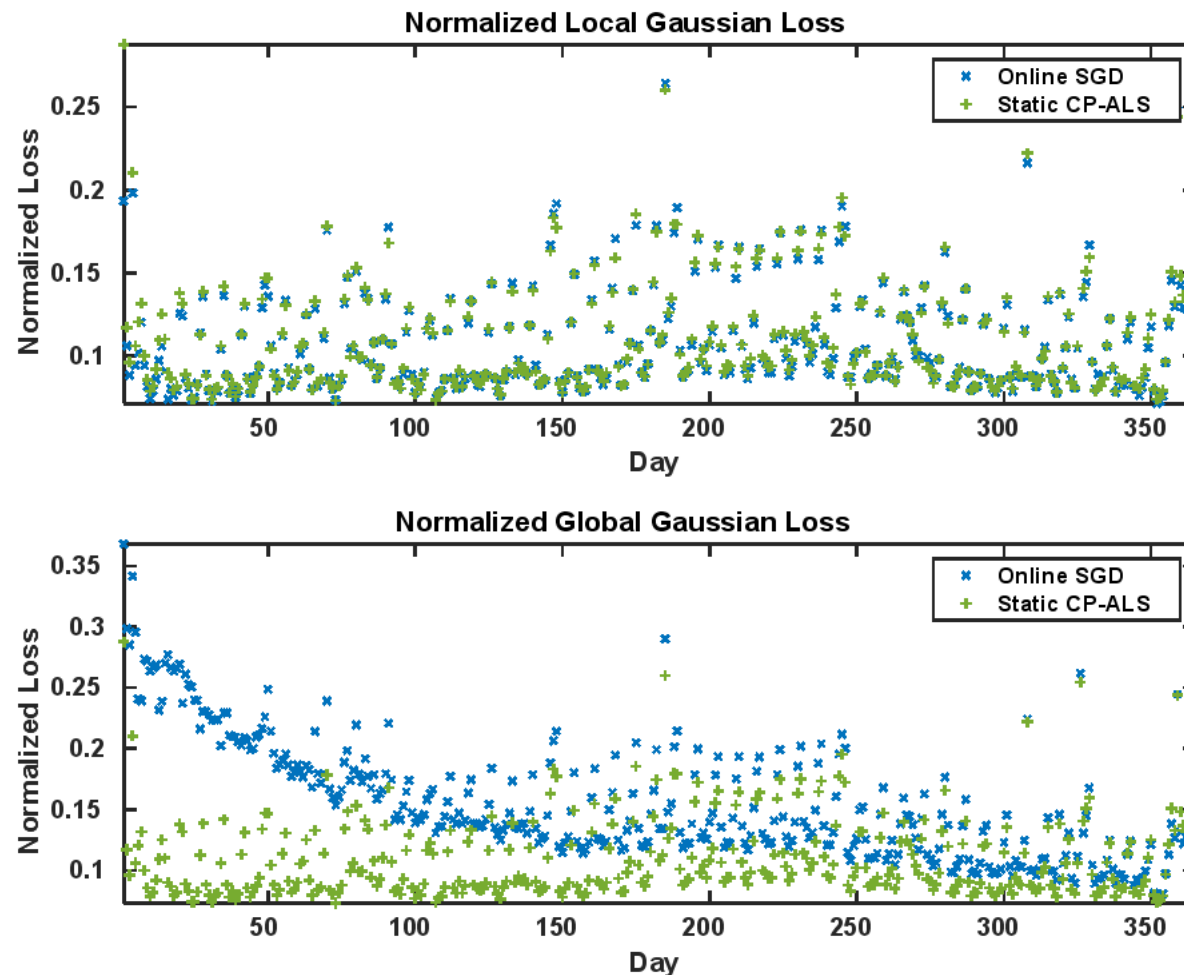 Normalized Local Gaussian Loss
Online SGD
Static CP-ALS
Normalized Loss
0.25
0.2
0.15
0.1
50
100
150
200
250
300
350
Day
Normalized Global Gaussian Loss
Online SGD
Static CP-ALS
Normalized Loss
0.35
0.3
0.25
0.2
0.15
0.1
50
100
150
200
250
300
350
Day